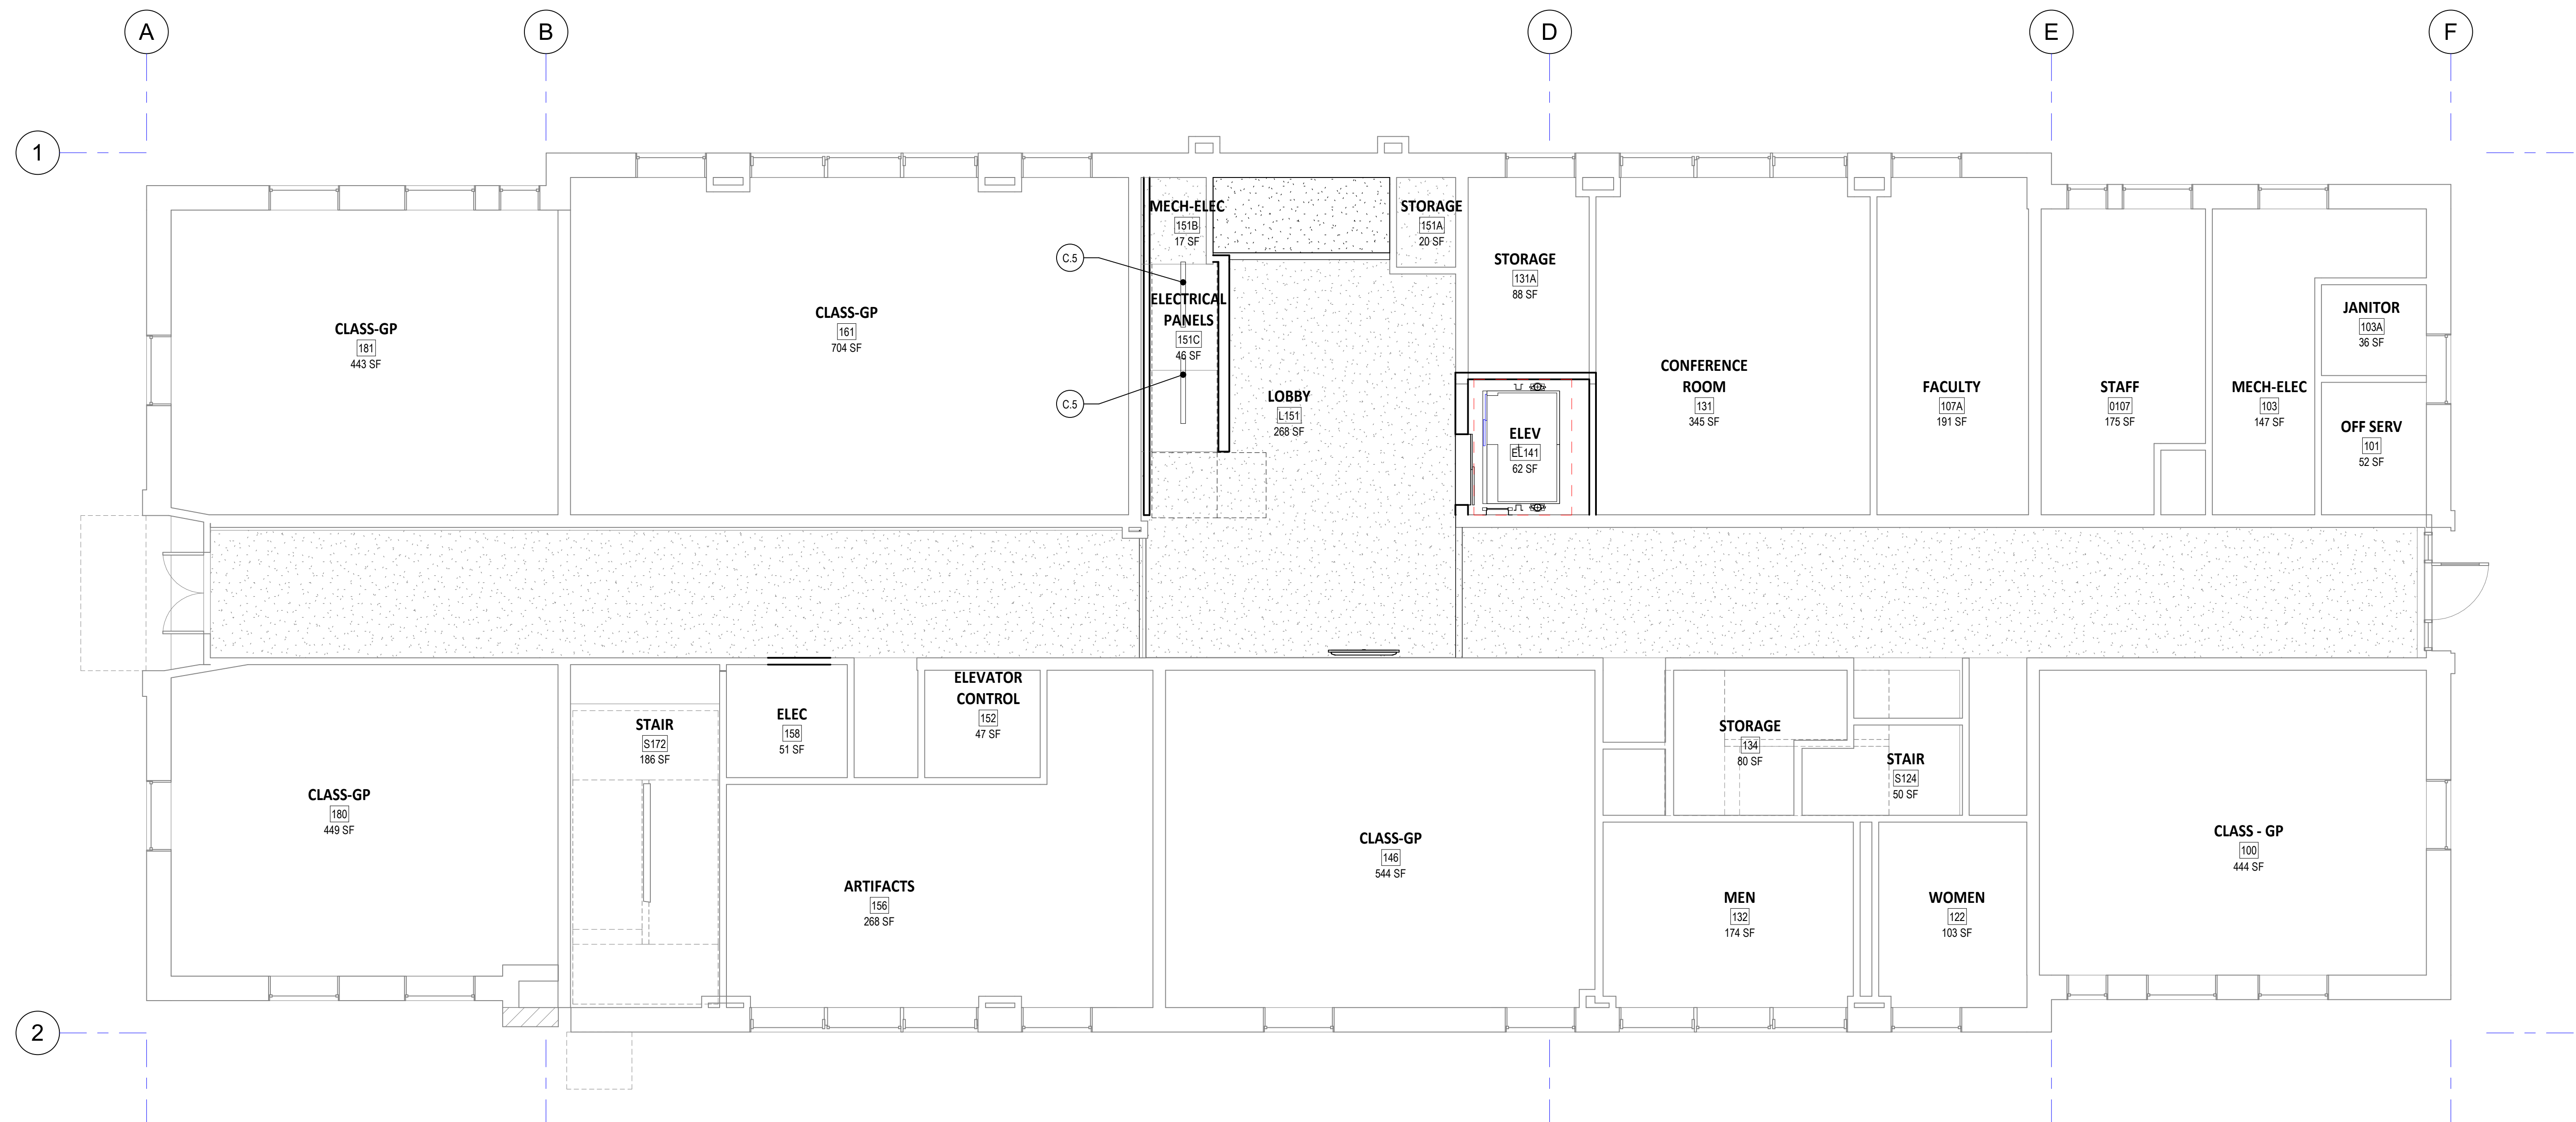 A
B
D
E
F
1
MECH-ELEC
151B
17 SF
STORAGE
151A
20 SF
C.5
STORAGE
131A
88 SF
ELECTRICAL
PANELS
151C
46 SF
CLASS-GP
161
704 SF
CLASS-GP
181
443 SF
JANITOR
103A
36 SF
CONFERENCE
ROOM
131
345 SF
FACULTY
107A
191 SF
STAFF
0107
175 SF
MECH-ELEC
103
147 SF
C.5
LOBBY
L151
268 SF
ELEV
EL141
62 SF
OFF SERV
101
52 SF
ELEVATOR
CONTROL
152
47 SF
ELEC
158
51 SF
STAIR
S172
186 SF
STORAGE
134
80 SF
STAIR
S124
50 SF
CLASS-GP
180
449 SF
CLASS-GP
146
544 SF
CLASS - GP
100
444 SF
ARTIFACTS
156
268 SF
MEN
132
174 SF
WOMEN
122
103 SF
2